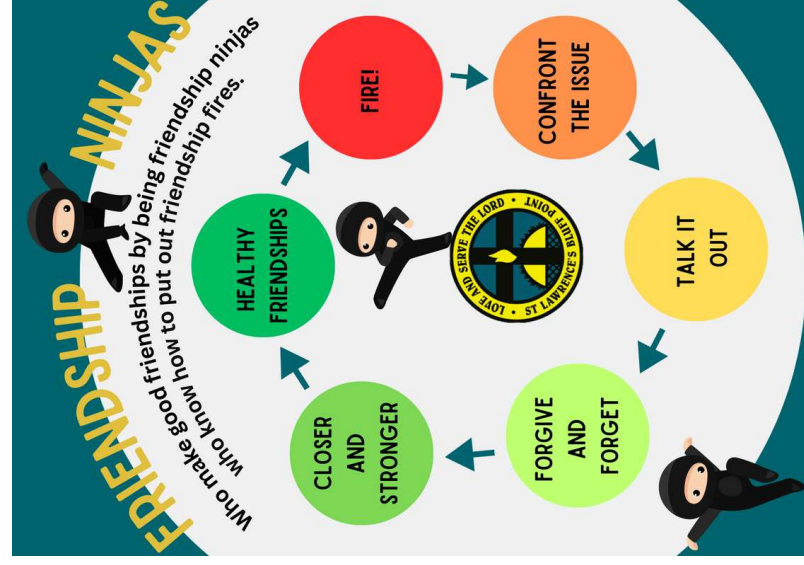 FRIENDSHIP NINJAS
Who make good friendships by being friendship ninjas
who know how to put out friendship fires.
HEALTHY
FRIENDSHIPS
FIRE!
CONFRONT
THE ISSUE
TALK IT
OUT
FORGIVE
AND
FORGET
CLOSER
AND
STRONGER
LOVE AND SERVE THE LORD
ST LAWRENCE'S BLUFF POINT